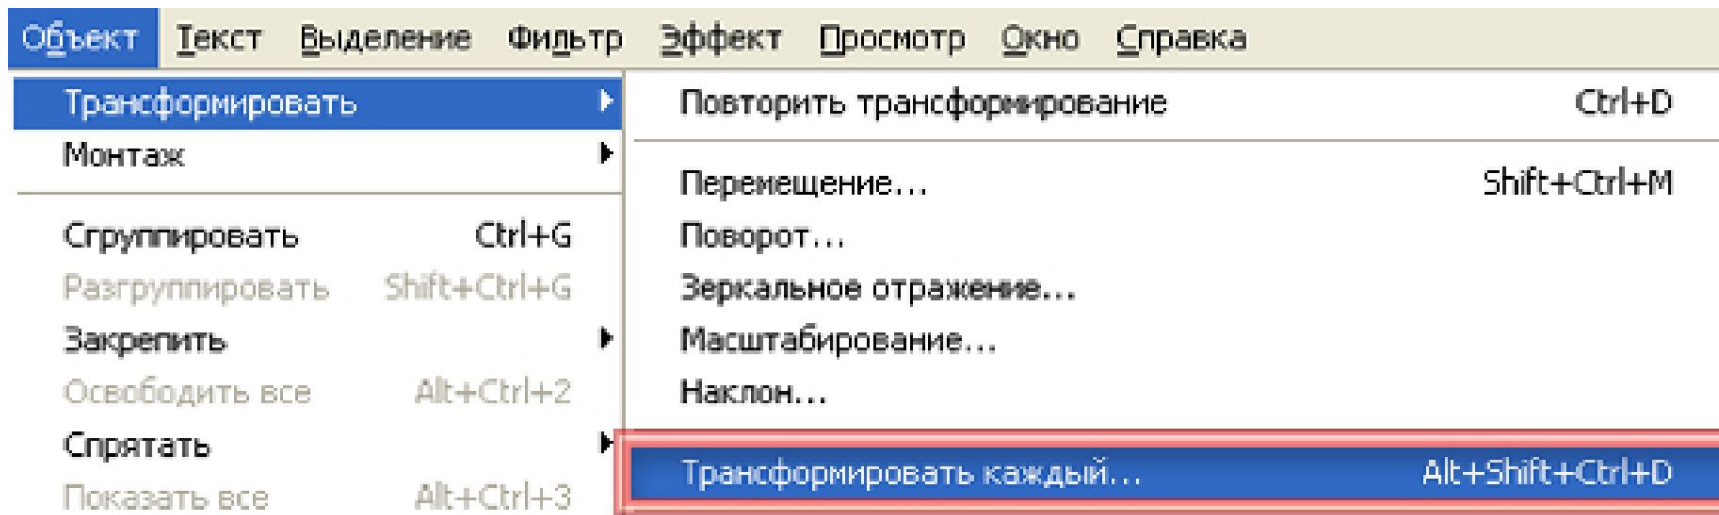 Объект Текст Выделение Фильтр Эффект Просмотр Окно Справка
Трансформировать
Монтаж
Сгруппировать Ctrl+G
Разгруппировать Shift+Ctrl+G
Закрепить
Освободить все Alt+Ctrl+2
Спрятать
Показать все Alt+Ctrl+3
Повторить трансформирование Ctrl+D
Перемещение... Shift+Ctrl+M
Поворот...
Зеркальное отражение...
Масштабирование...
Наклон...
Трансформировать каждый... Alt+Shift+Ctrl+D